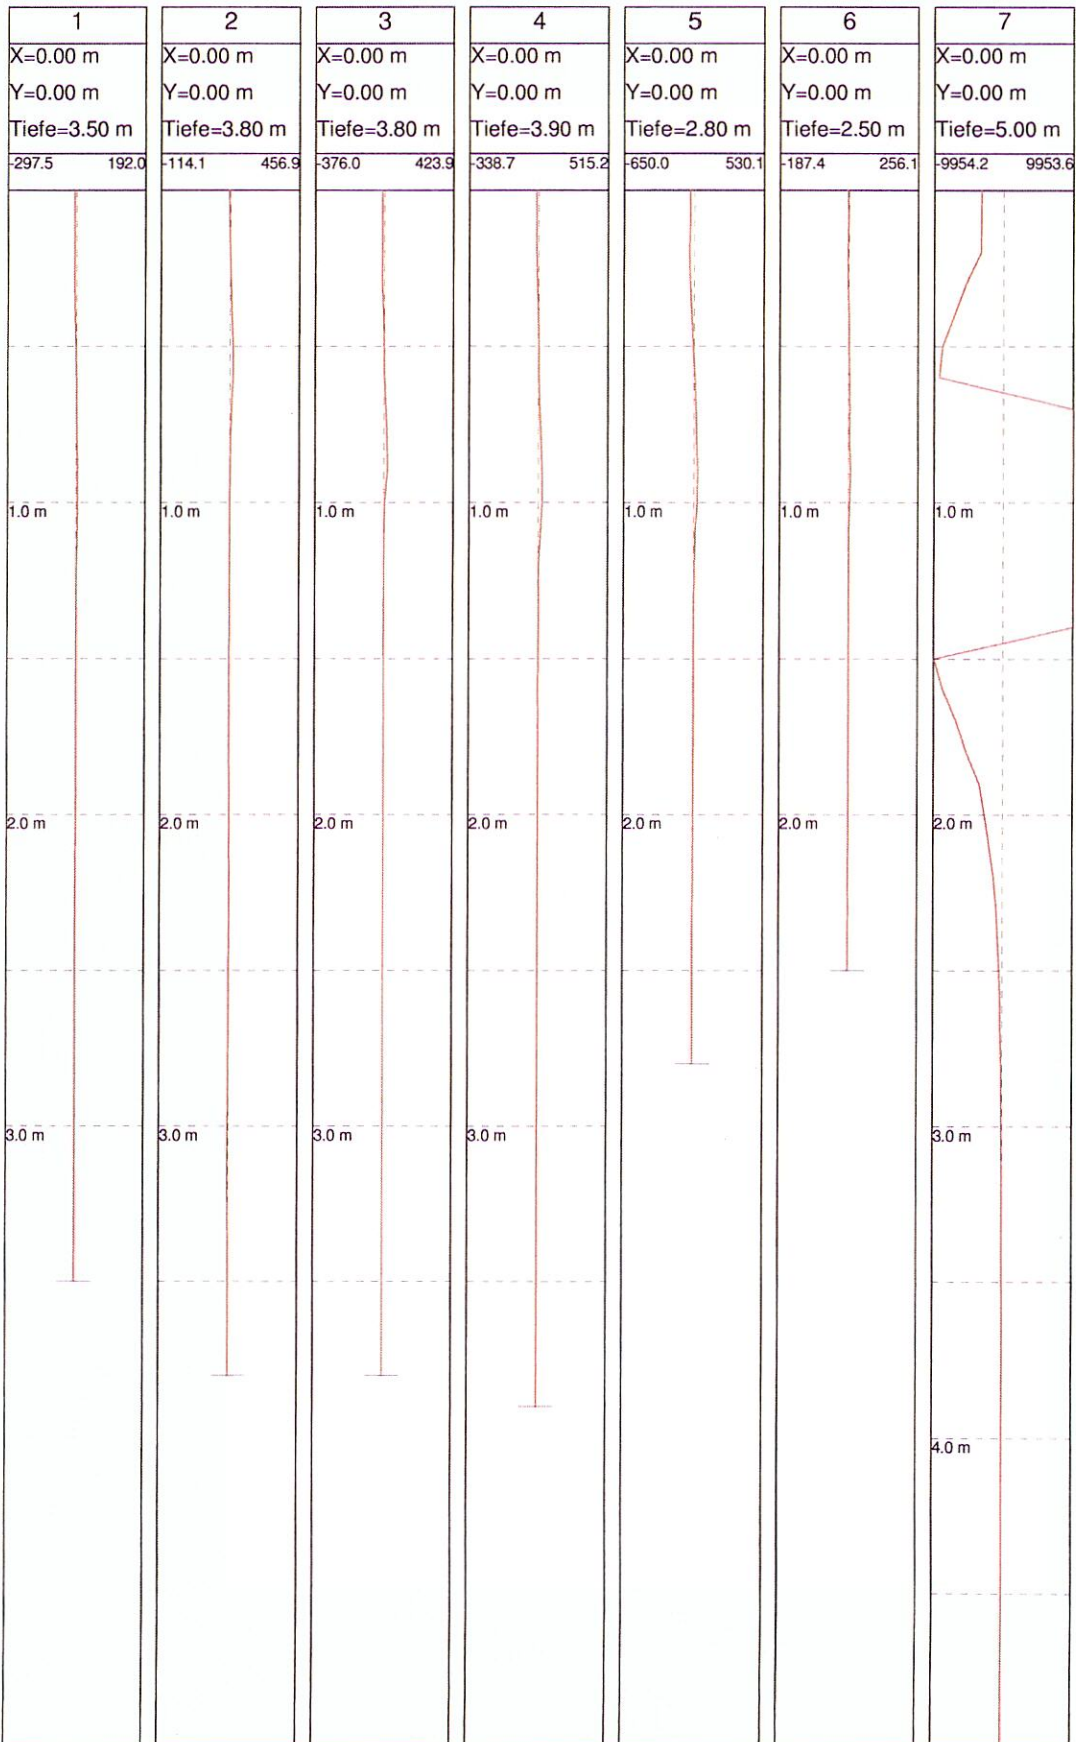 1
X=0.00 m
Y=0.00 m
Tiefe=3.50 m
-297.5 192.0
1.0 m
2.0 m
3.0 m
2
X=0.00 m
Y=0.00 m
Tiefe=3.80 m
-114.1 456.9
1.0 m
2.0 m
3.0 m
3
X=0.00 m
Y=0.00 m
Tiefe=3.80 m
-376.0 423.9
1.0 m
2.0 m
3.0 m
4
X=0.00 m
Y=0.00 m
Tiefe=3.90 m
-338.7 515.2
1.0 m
2.0 m
3.0 m
5
X=0.00 m
Y=0.00 m
Tiefe=2.80 m
-650.0 530.1
1.0 m
2.0 m
6
X=0.00 m
Y=0.00 m
Tiefe=2.50 m
-187.4 256.1
1.0 m
2.0 m
7
X=0.00 m
Y=0.00 m
Tiefe=5.00 m
-9954.2 9953.6
1.0 m
2.0 m
3.0 m
4.0 m